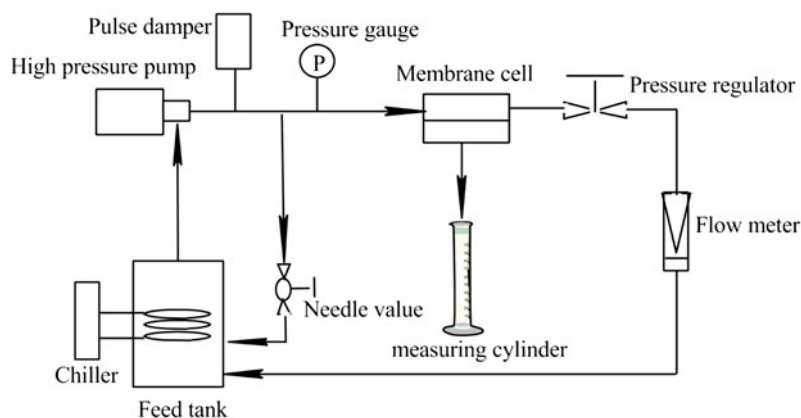 Pulse damper
Pressure gauge
High pressure pump
P
Membrane cell
Pressure regulator
Flow meter
Needle value
measuring cylinder
Chiller
Feed tank